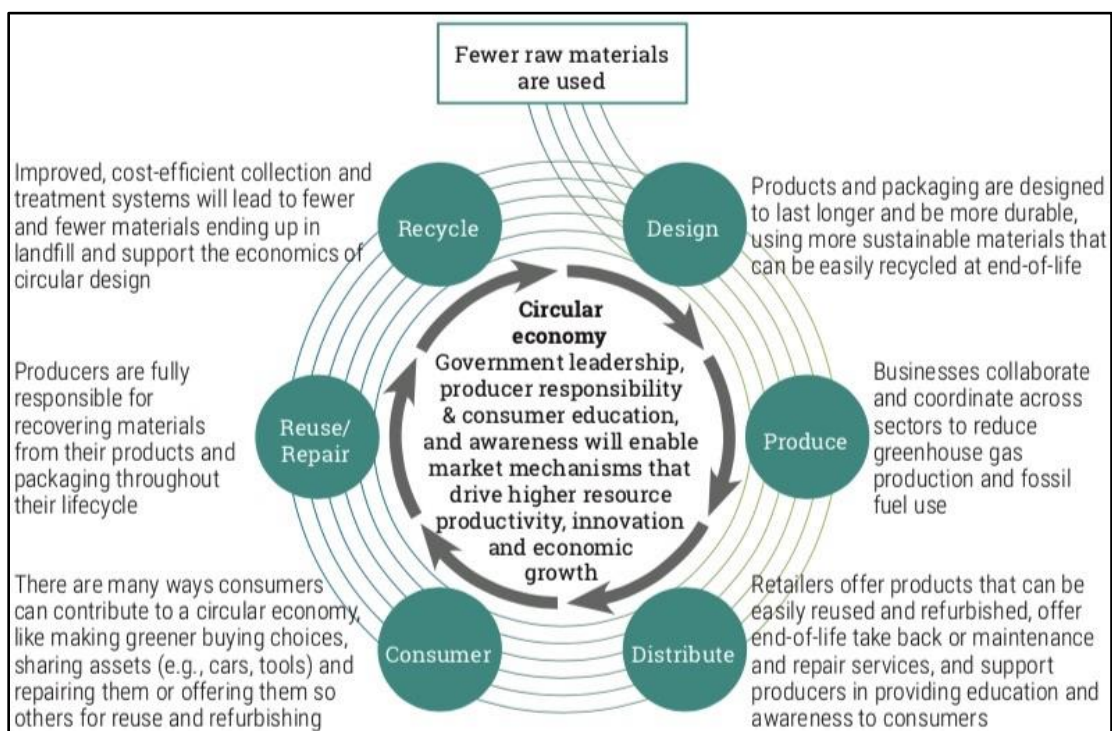 Fewer raw materials
are used
Recycle
Improved, cost-efficient collection and
treatment systems will lead to fewer
and fewer materials ending up in
landfill and support the economics of
circular design
Design
Products and packaging are designed
to last longer and be more durable,
using more sustainable materials that
can be easily recycled at end-of-life
Circular
economy
Government leadership,
producer responsibility
& consumer education,
and awareness will enable
market mechanisms that
drive higher resource
productivity, innovation
and economic
growth
Producers are fully
responsible for
recovering materials
from their products and
packaging throughout
their lifecycle
Reuse/
Repair
Produce
Businesses collaborate
and coordinate across
sectors to reduce
greenhouse gas
production and fossil
fuel use
There are many ways consumers
can contribute to a circular economy,
like making greener buying choices,
sharing assets (e.g., cars, tools) and
repairing them or offering them so
others for reuse and refurbishing
Consumer
Distribute
Retailers offer products that can be
easily reused and refurbished, offer
end-of-life take back or maintenance
and repair services, and support
producers in providing education and
awareness to consumers